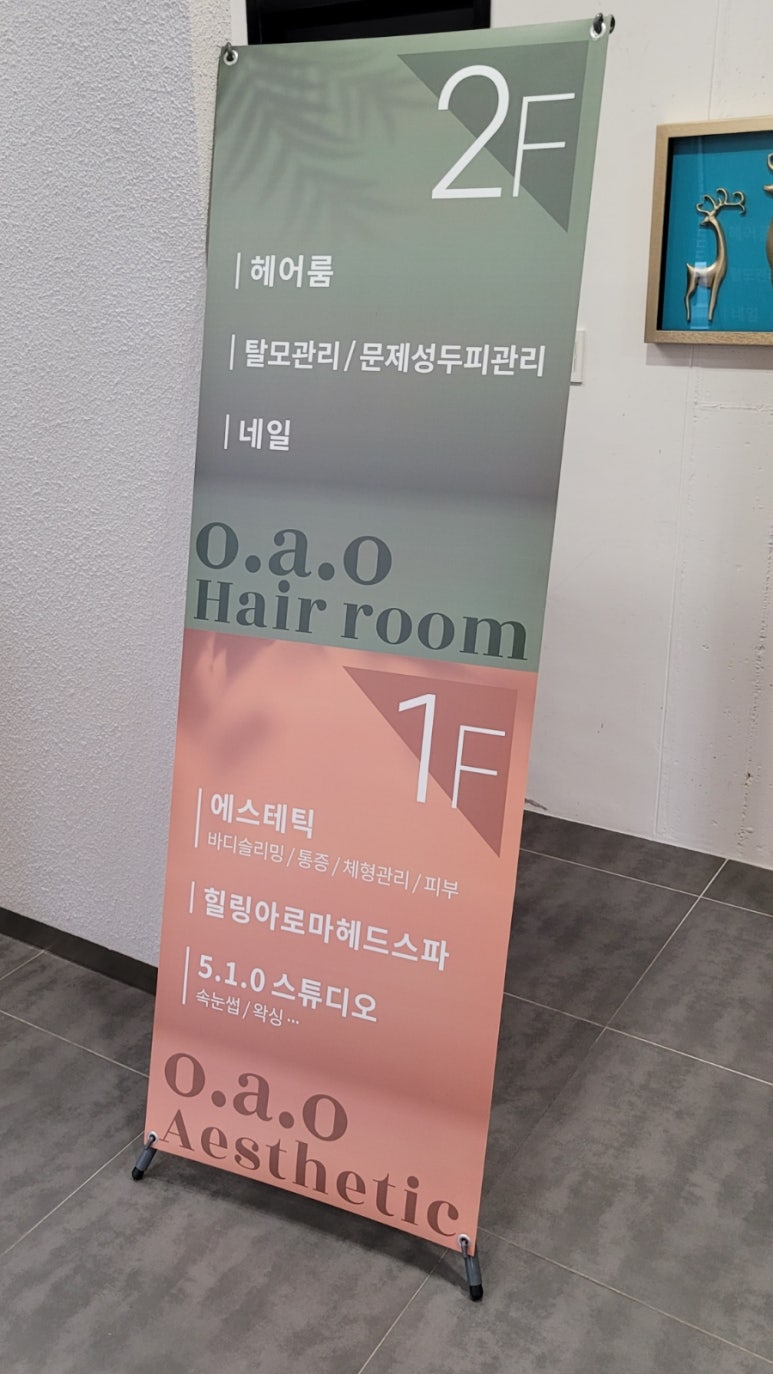 2F
헤어룸
탈모관리/문제성두피관리
네일
o.a.o
Hair room
1F
에스테틱
바디슬리밍/통증/체형관리/피부
힐링아로마헤드스파
5.1.0 스튜디오
속눈썹/왁싱...
o.a.o
Aesthetic